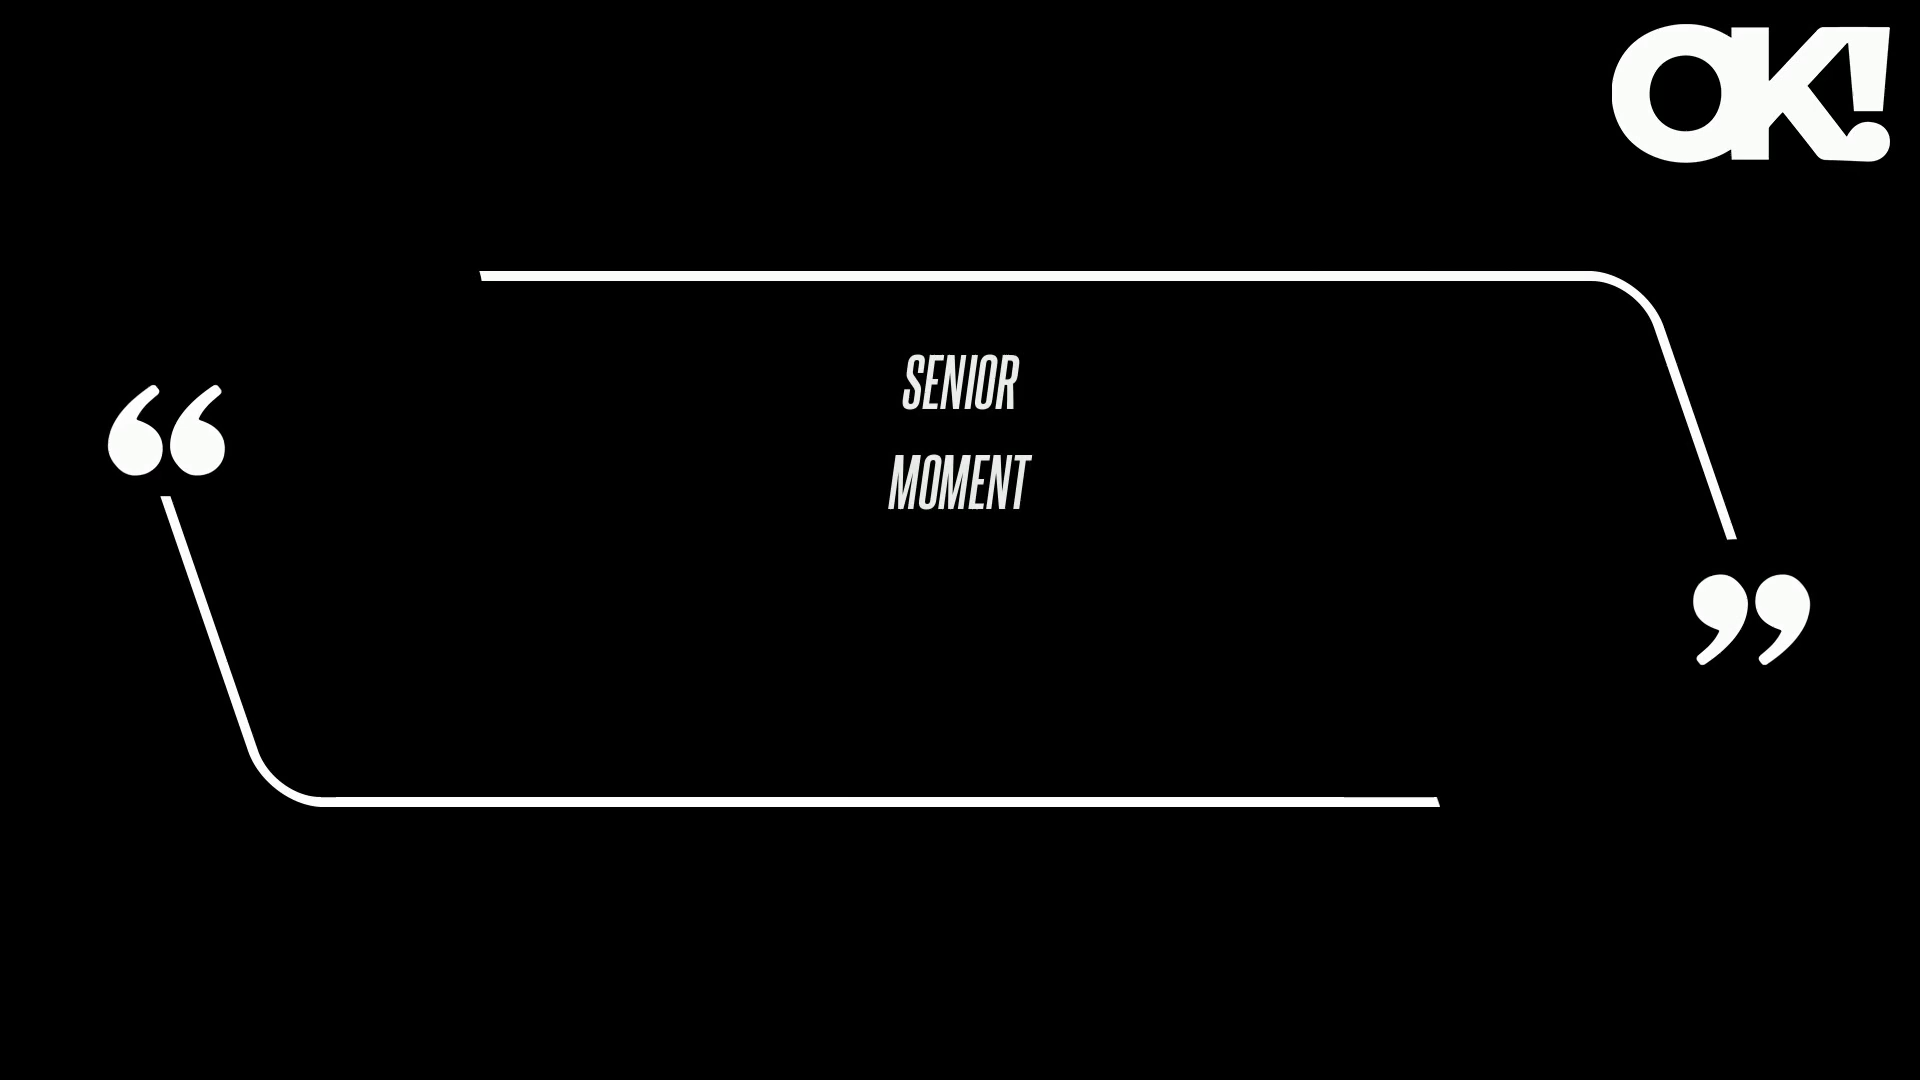 OK!
“
SENIOR
MOMENT
”